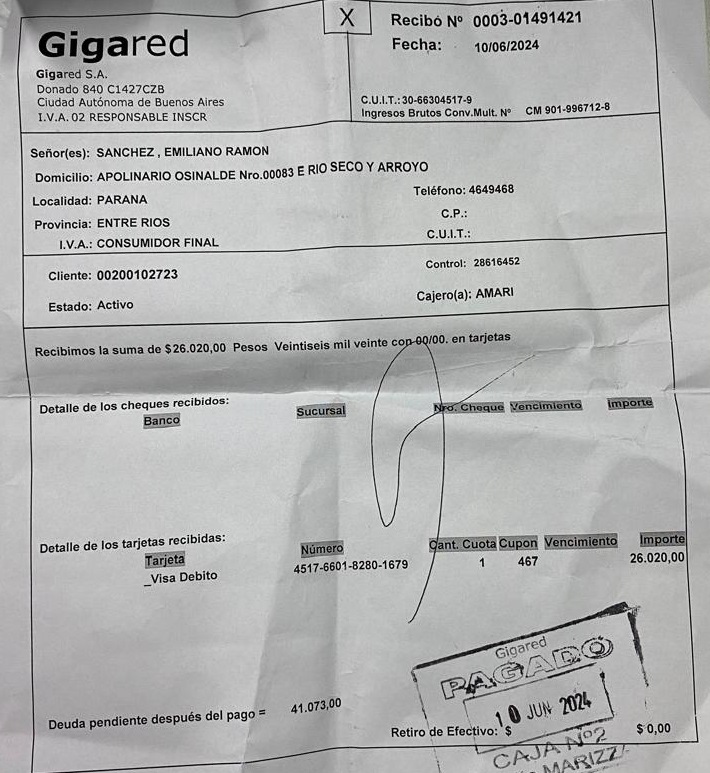 Gigared
Gigared S.A.
Donado 840 C1427CZB
Ciudad Autónoma de Buenos Aires
I.V.A. 02 RESPONSABLE INSCR
X
Recibo Nº 0003-01491421
Fecha: 10/06/2024
C.U.I.T.:30-66304517-9
Ingresos Brutos Conv.Mult. Nº CM 901-996712-8
Señor(es): SANCHEZ , EMILIANO RAMON
Domicilio: APOLINARIO OSINALDE Nro.00083 E RIO SECO Y ARROYO
Localidad: PARANA
Teléfono: 4649468
Provincia: ENTRE RIOS
C.P.:
I.V.A.: CONSUMIDOR FINAL
C.U.I.T.:
Cliente: 00200102723
Control: 28616452
Estado: Activo
Cajero(a): AMARI
Recibimos la suma de $26.020,00 Pesos Veintiseis mil veinte con 00/00. en tarjetas
Detalle de los cheques recibidos:
Banco Sucursal Nro. Cheque Vencimiento Importe
Detalle de los tarjetas recibidas:
Tarjeta Número Cant. Cuota Cupon Vencimiento Importe
_Visa Debito 4517-6601-8280-1679 1 467 26.020,00
Deuda pendiente después del pago = 41.073,00
Gigared
PAGADO
10 JUN 2024
Retiro de Efectivo: $ $ 0,00
CAJA Nº2